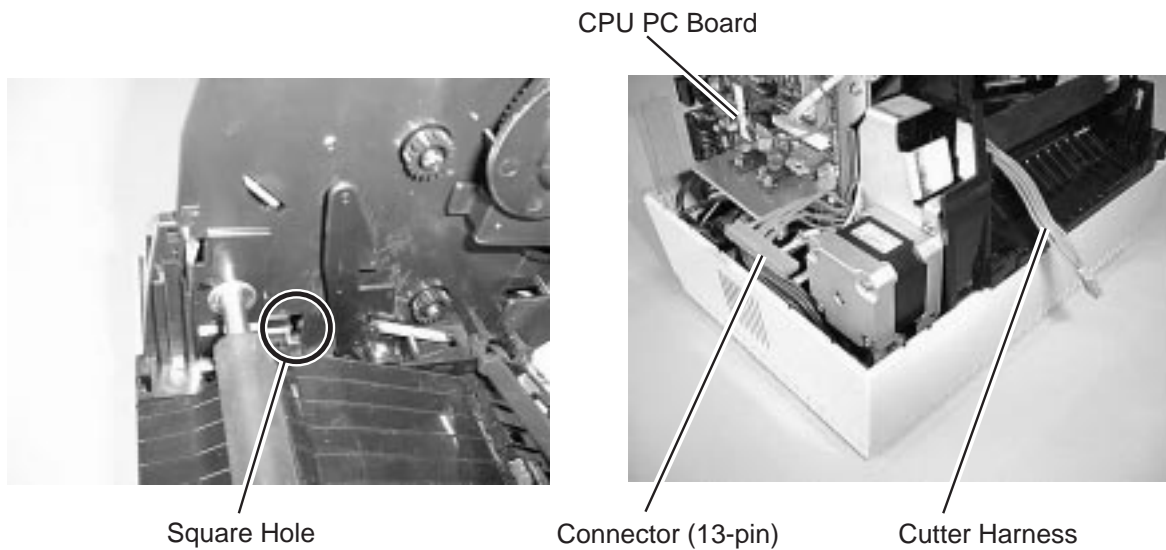 CPU PC Board
Square Hole
Connector (13-pin)
Cutter Harness